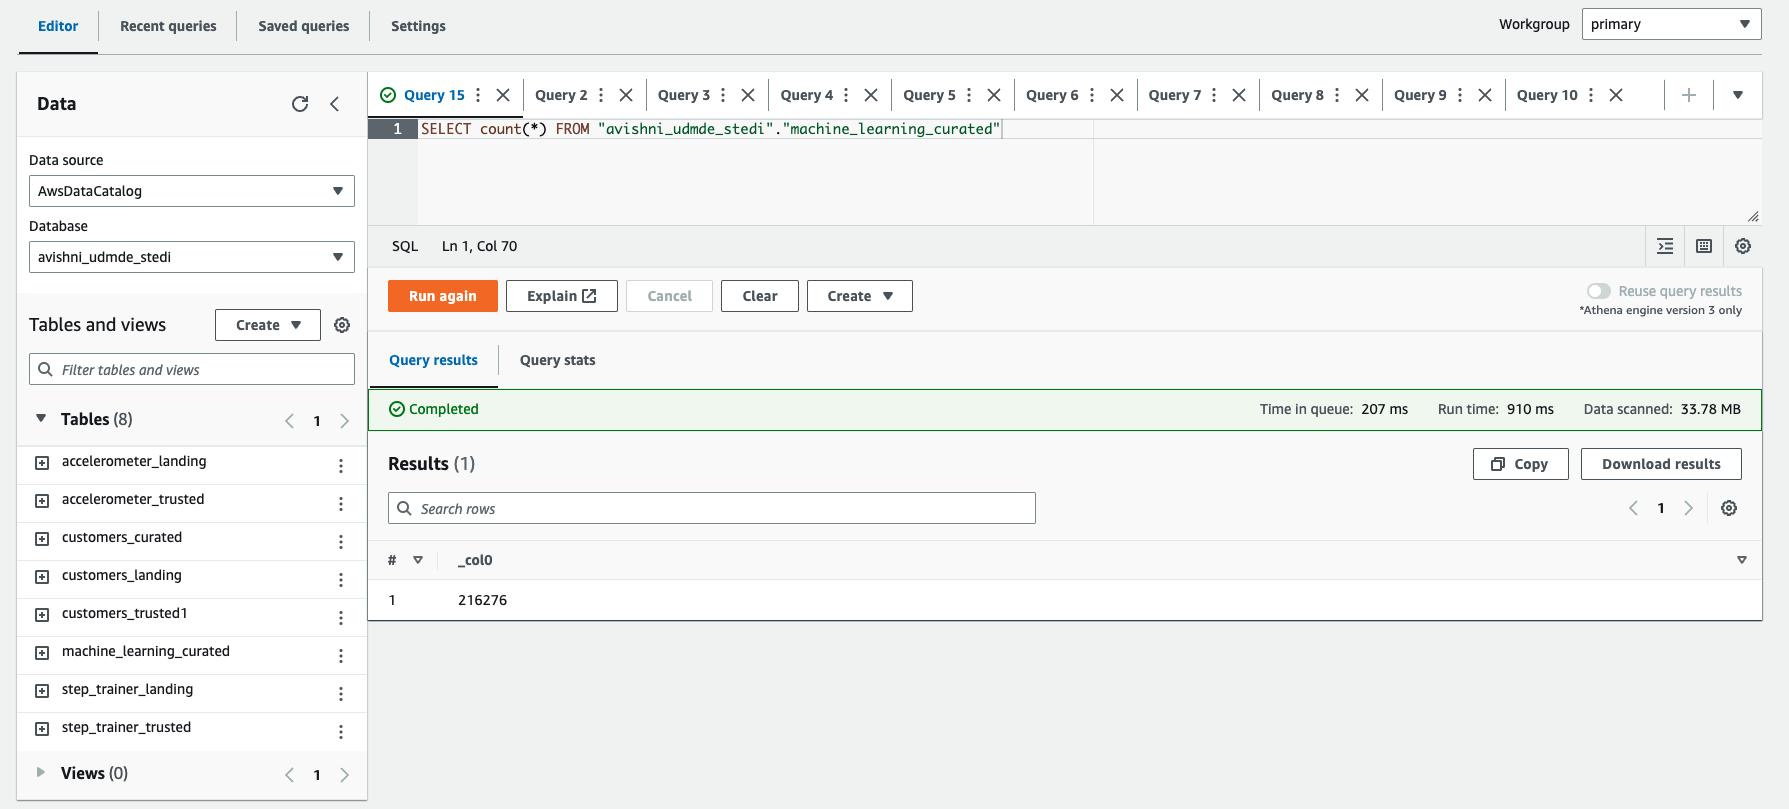 Editor Recent queries Saved queries Settings Workgroup primary
Data
Data source
AwsDataCatalog
Database
avishni_udmde_stedi
Tables and views Create
Filter tables and views
Tables (8) 1
accelerometer_landing
accelerometer_trusted
customers_curated
customers_landing
customers_trusted1
machine_learning_curated
step_trainer_landing
step_trainer_trusted
Views (0) 1
Query 15 Query 2 Query 3 Query 4 Query 5 Query 6 Query 7 Query 8 Query 9 Query 10
1 SELECT count(*) FROM "avishni_udmde_stedi"."machine_learning_curated"
SQL Ln 1, Col 70
Run again Explain Cancel Clear Create Reuse query results
*Athena engine version 3 only
Query results Query stats
Completed Time in queue: 207 ms Run time: 910 ms Data scanned: 33.78 MB
Results (1) Copy Download results
Search rows 1
# _col0
1 216276